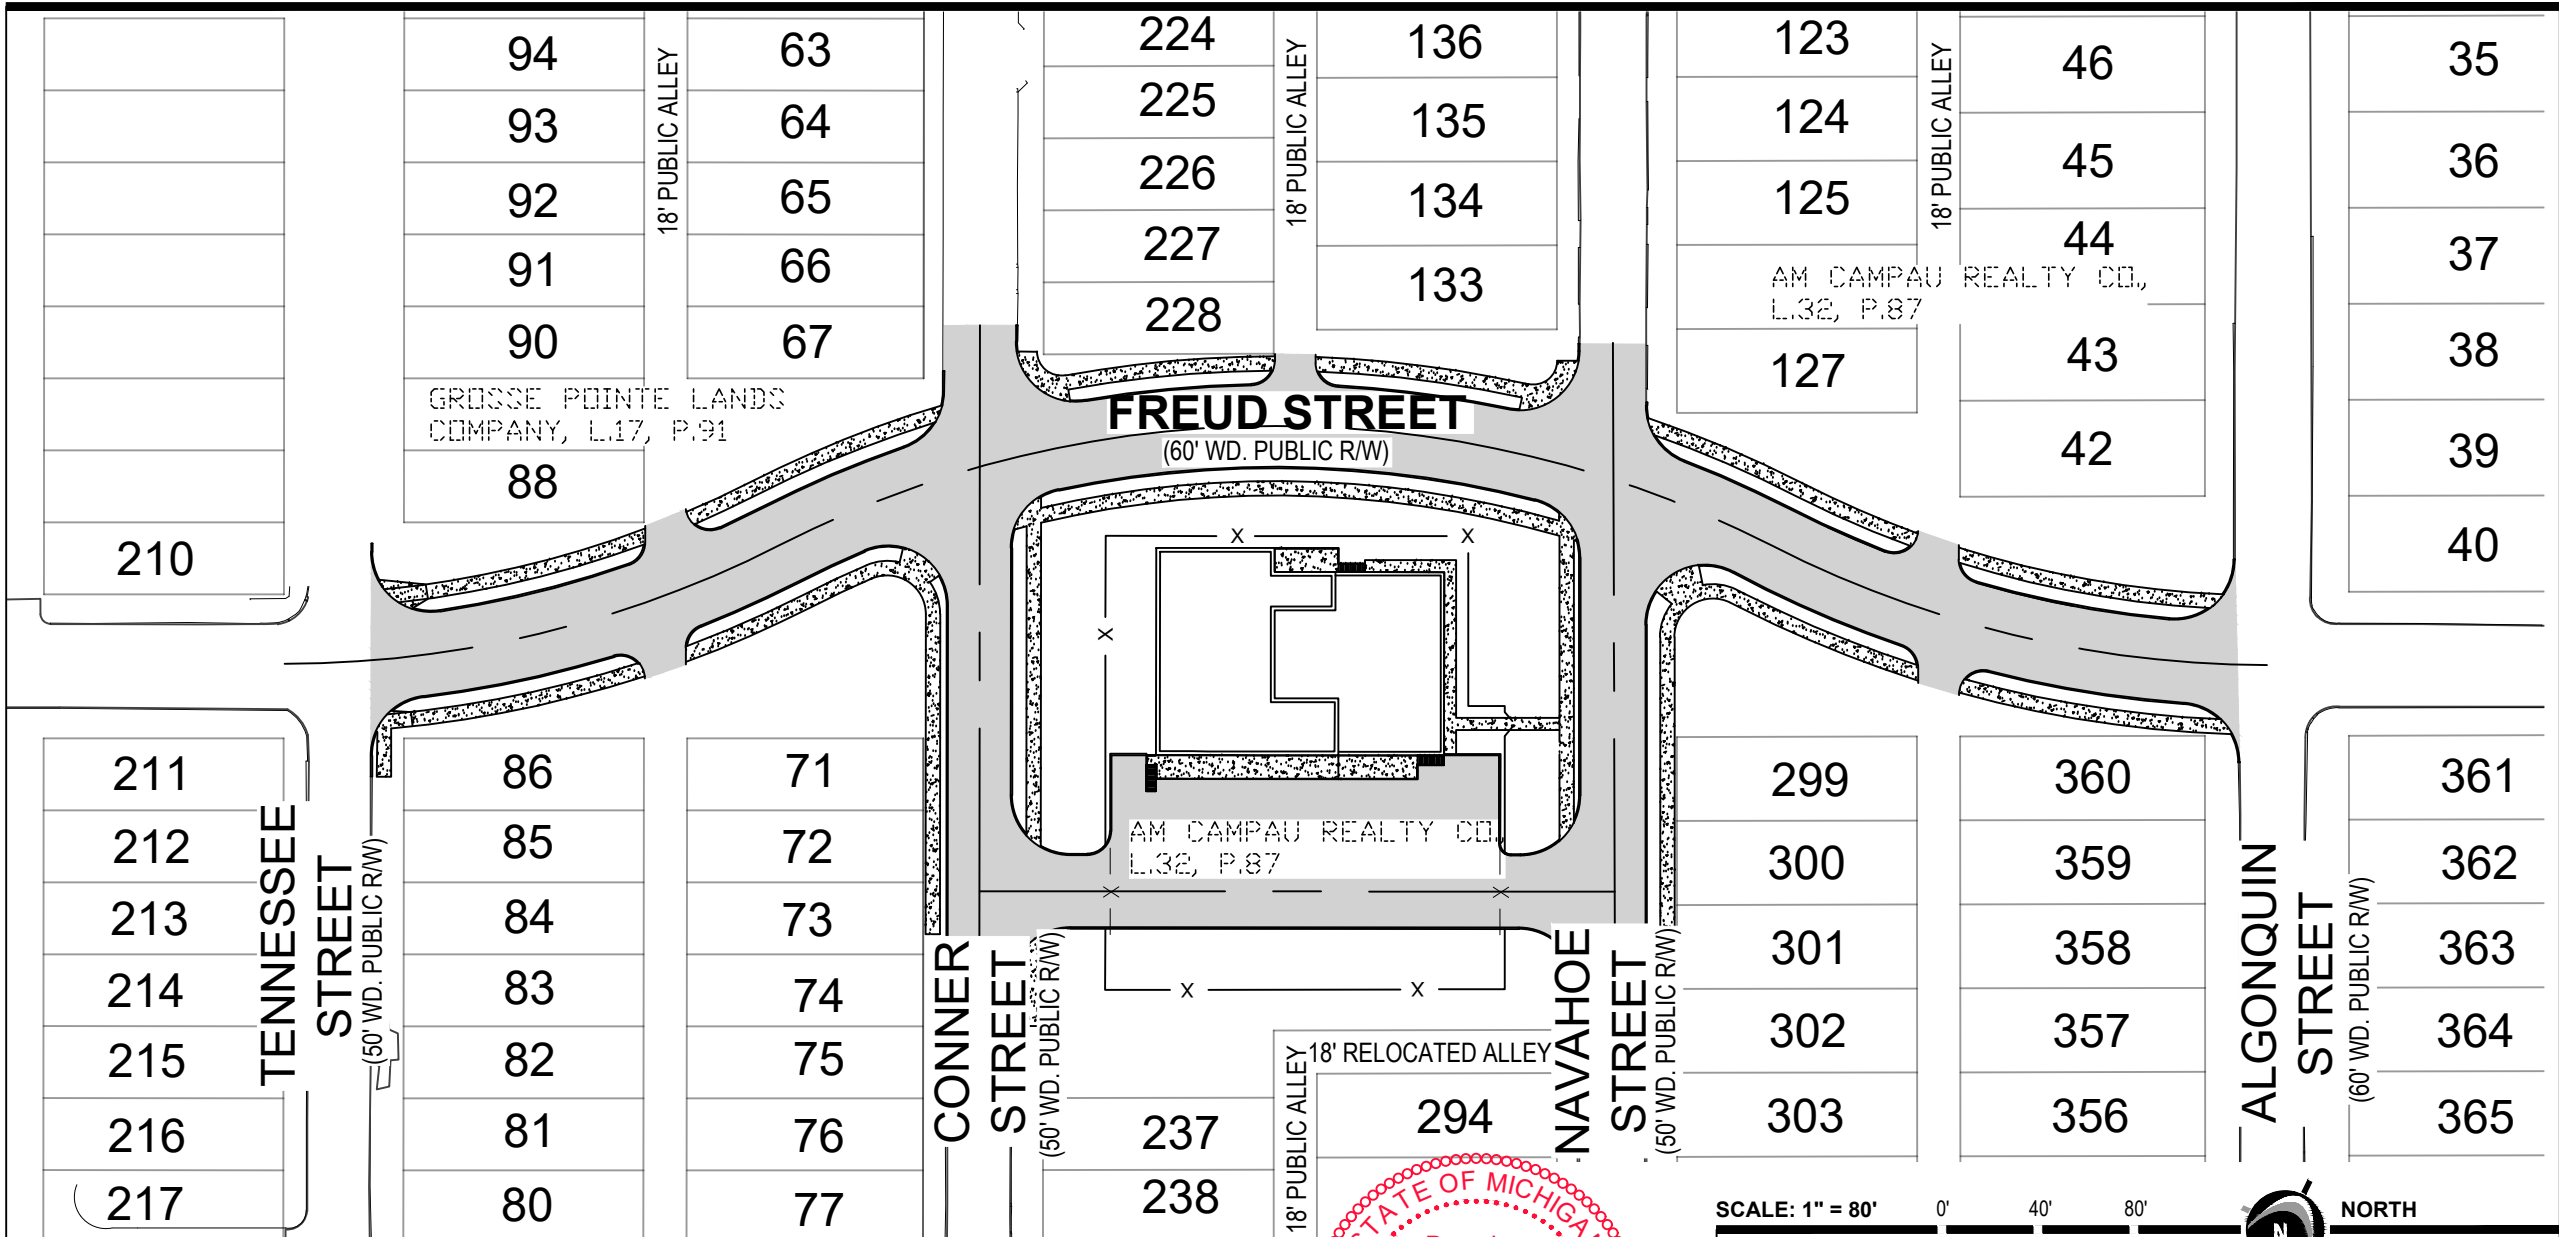 94
93
92
91
90
88
210
18' PUBLIC ALLEY
63
64
65
66
67
GROSSE POINTE LANDS
COMPANY, L.17, P.91
224
225
226
227
228
18' PUBLIC ALLEY
136
135
134
133
123
124
125
127
18' PUBLIC ALLEY
46
45
44
43
42
AM CAMPAU REALTY CO.,
L.32, P.87
35
36
37
38
39
40
FREUD STREET
(60' WD. PUBLIC R/W)
X
X
X
AM CAMPAU REALTY CO.,
L.32, P.87
X
X
211
212
213
214
215
216
217
TENNESSEE
STREET
(50' WD. PUBLIC R/W)
86
85
84
83
82
81
80
71
72
73
74
75
76
77
CONNER
STREET
(50' WD. PUBLIC R/W)
237
238
18' PUBLIC ALLEY
18' RELOCATED ALLEY
294
NAVAHOE
STREET
(50' WD. PUBLIC R/W)
299
300
301
302
303
360
359
358
357
356
ALGONQUIN
STREET
(60' WD. PUBLIC R/W)
361
362
363
364
365
STATE OF MICHIGA
SCALE: 1" = 80'
0'
40'
80'
N
NORTH